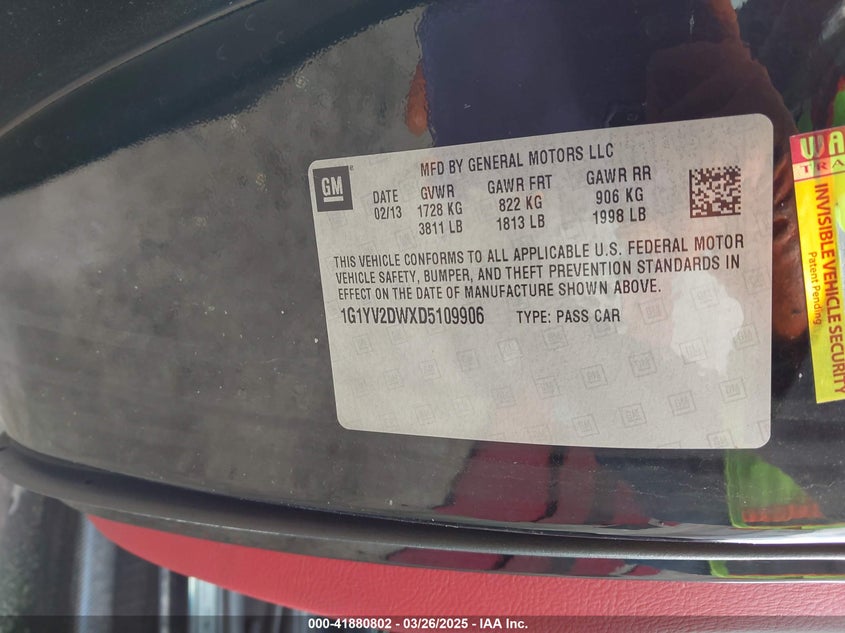 MFD BY GENERAL MOTORS LLC
GM
DATE GVWR GAWR FRT GAWR RR
02/13 1728 KG 822 KG 906 KG
3811 LB 1813 LB 1998 LB
THIS VEHICLE CONFORMS TO ALL APPLICABLE U.S. FEDERAL MOTOR
VEHICLE SAFETY, BUMPER, AND THEFT PREVENTION STANDARDS IN
EFFECT ON THE DATE OF MANUFACTURE SHOWN ABOVE.
1G1YV2DWXD5109906 TYPE: PASS CAR
WA
TRA
INVISIBLE VEHICLE SECURITY
Patent Pending
000-41880802 - 03/26/2025 - IAA Inc.